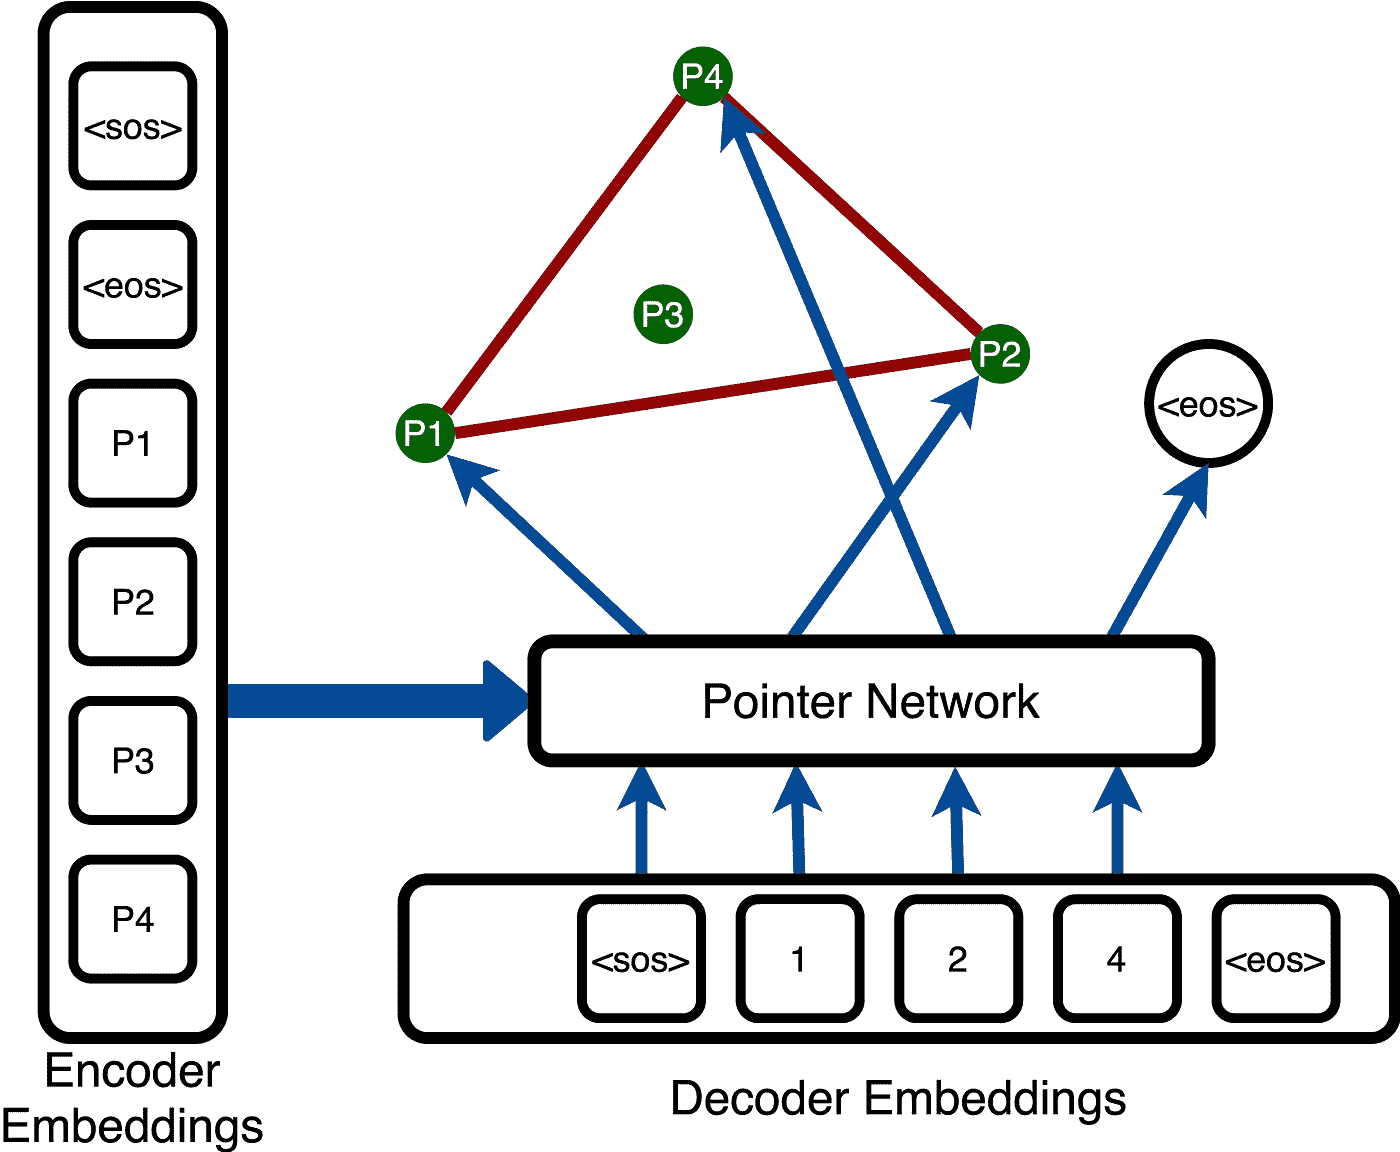 <sos>
<eos>
P1
P2
P3
P4
Encoder
Embeddings
P4
P3
P2
P1
<eos>
Pointer Network
<sos>
1
2
4
<eos>
Decoder Embeddings